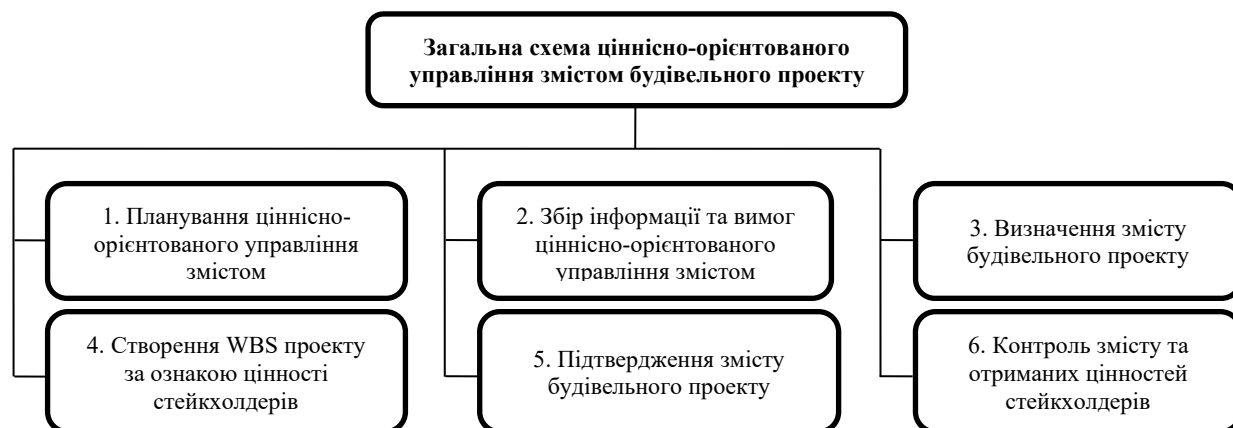 Загальна схема ціннісно-орієнтованого
управління змістом будівельного проекту
1. Планування ціннісно-
орієнтованого управління
змістом
2. Збір інформації та вимог
ціннісно-орієнтованого
управління змістом
3. Визначення змісту
будівельного проекту
4. Створення WBS проекту
за ознакою цінності
стейкхолдерів
5. Підтвердження змісту
будівельного проекту
6. Контроль змісту та
отриманих цінностей
стейкхолдерів